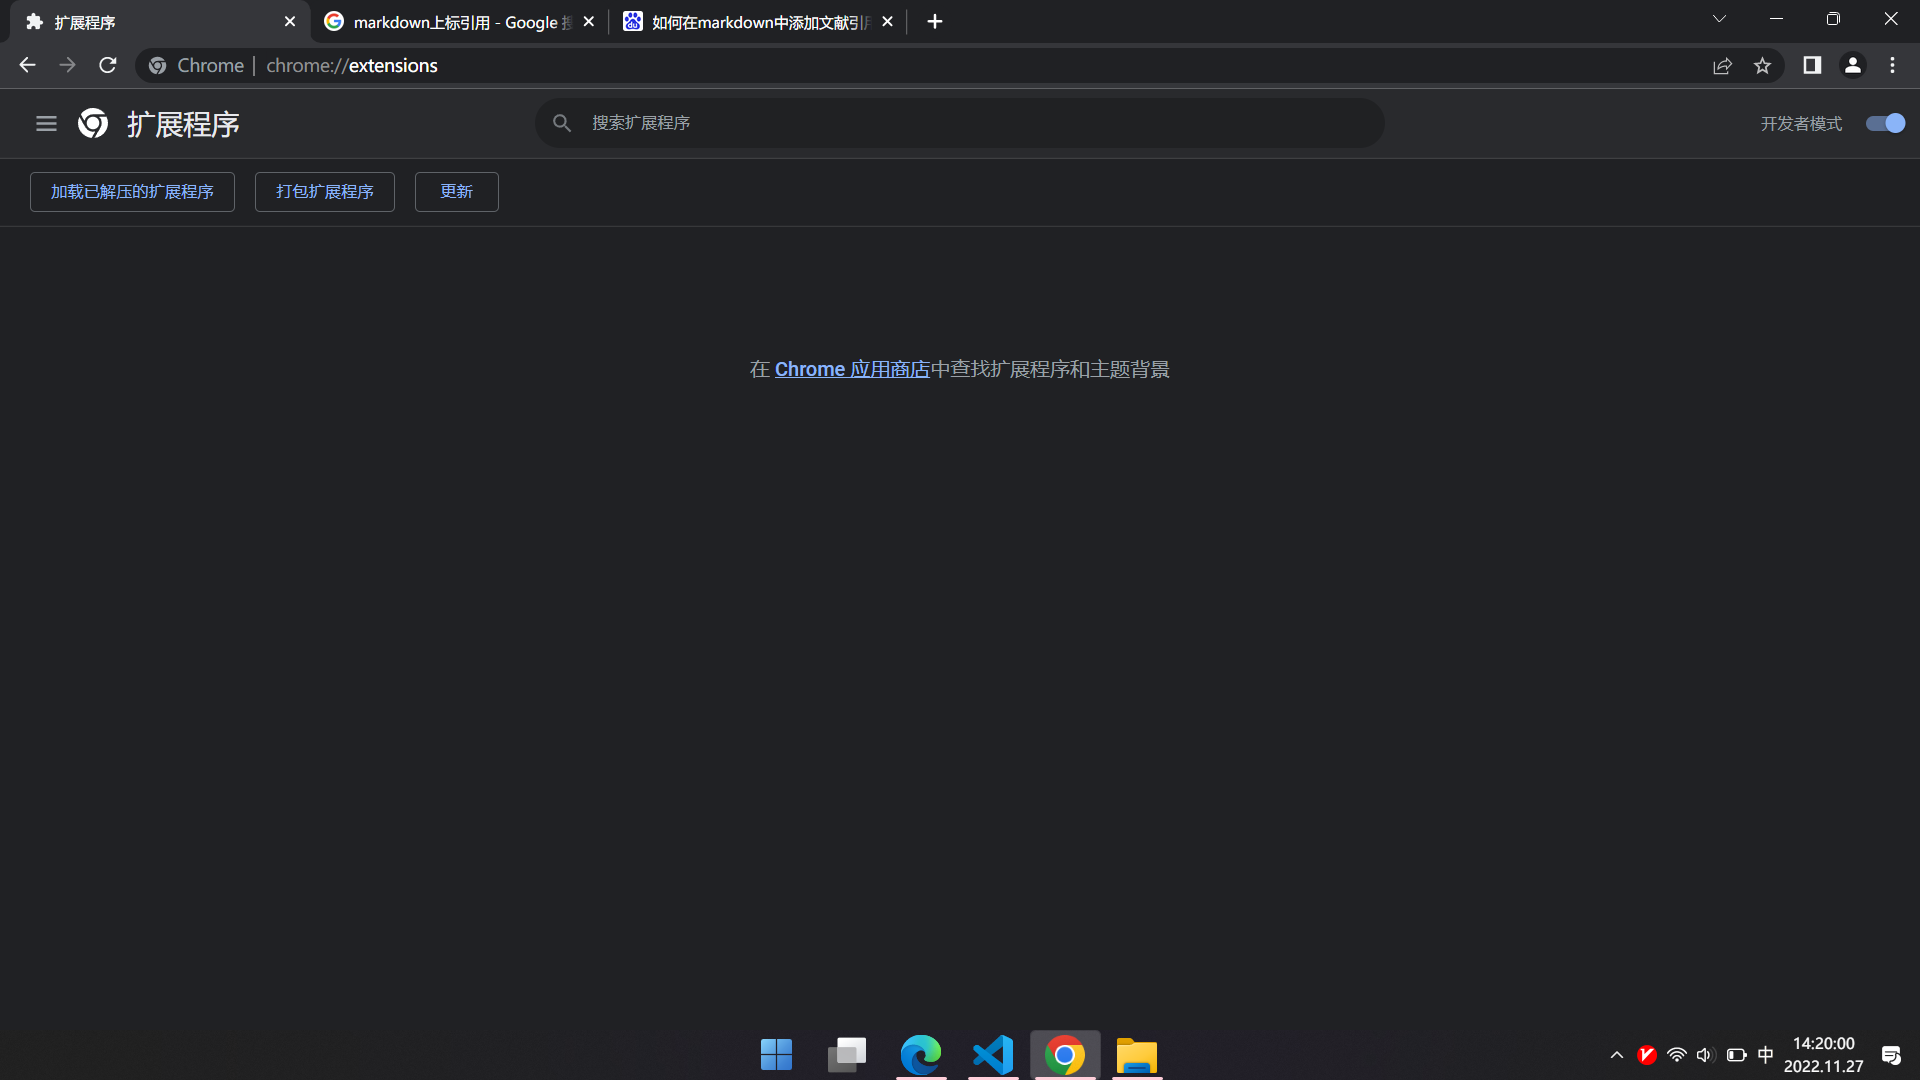 扩展程序
markdown上标引用 - Google
如何在markdown中添加文献引用
Chrome | chrome://extensions
扩展程序
搜索扩展程序
开发者模式
加载已解压的扩展程序
打包扩展程序
更新
在 Chrome 应用商店中查找扩展程序和主题背景
中
14:20:00
2022.11.27